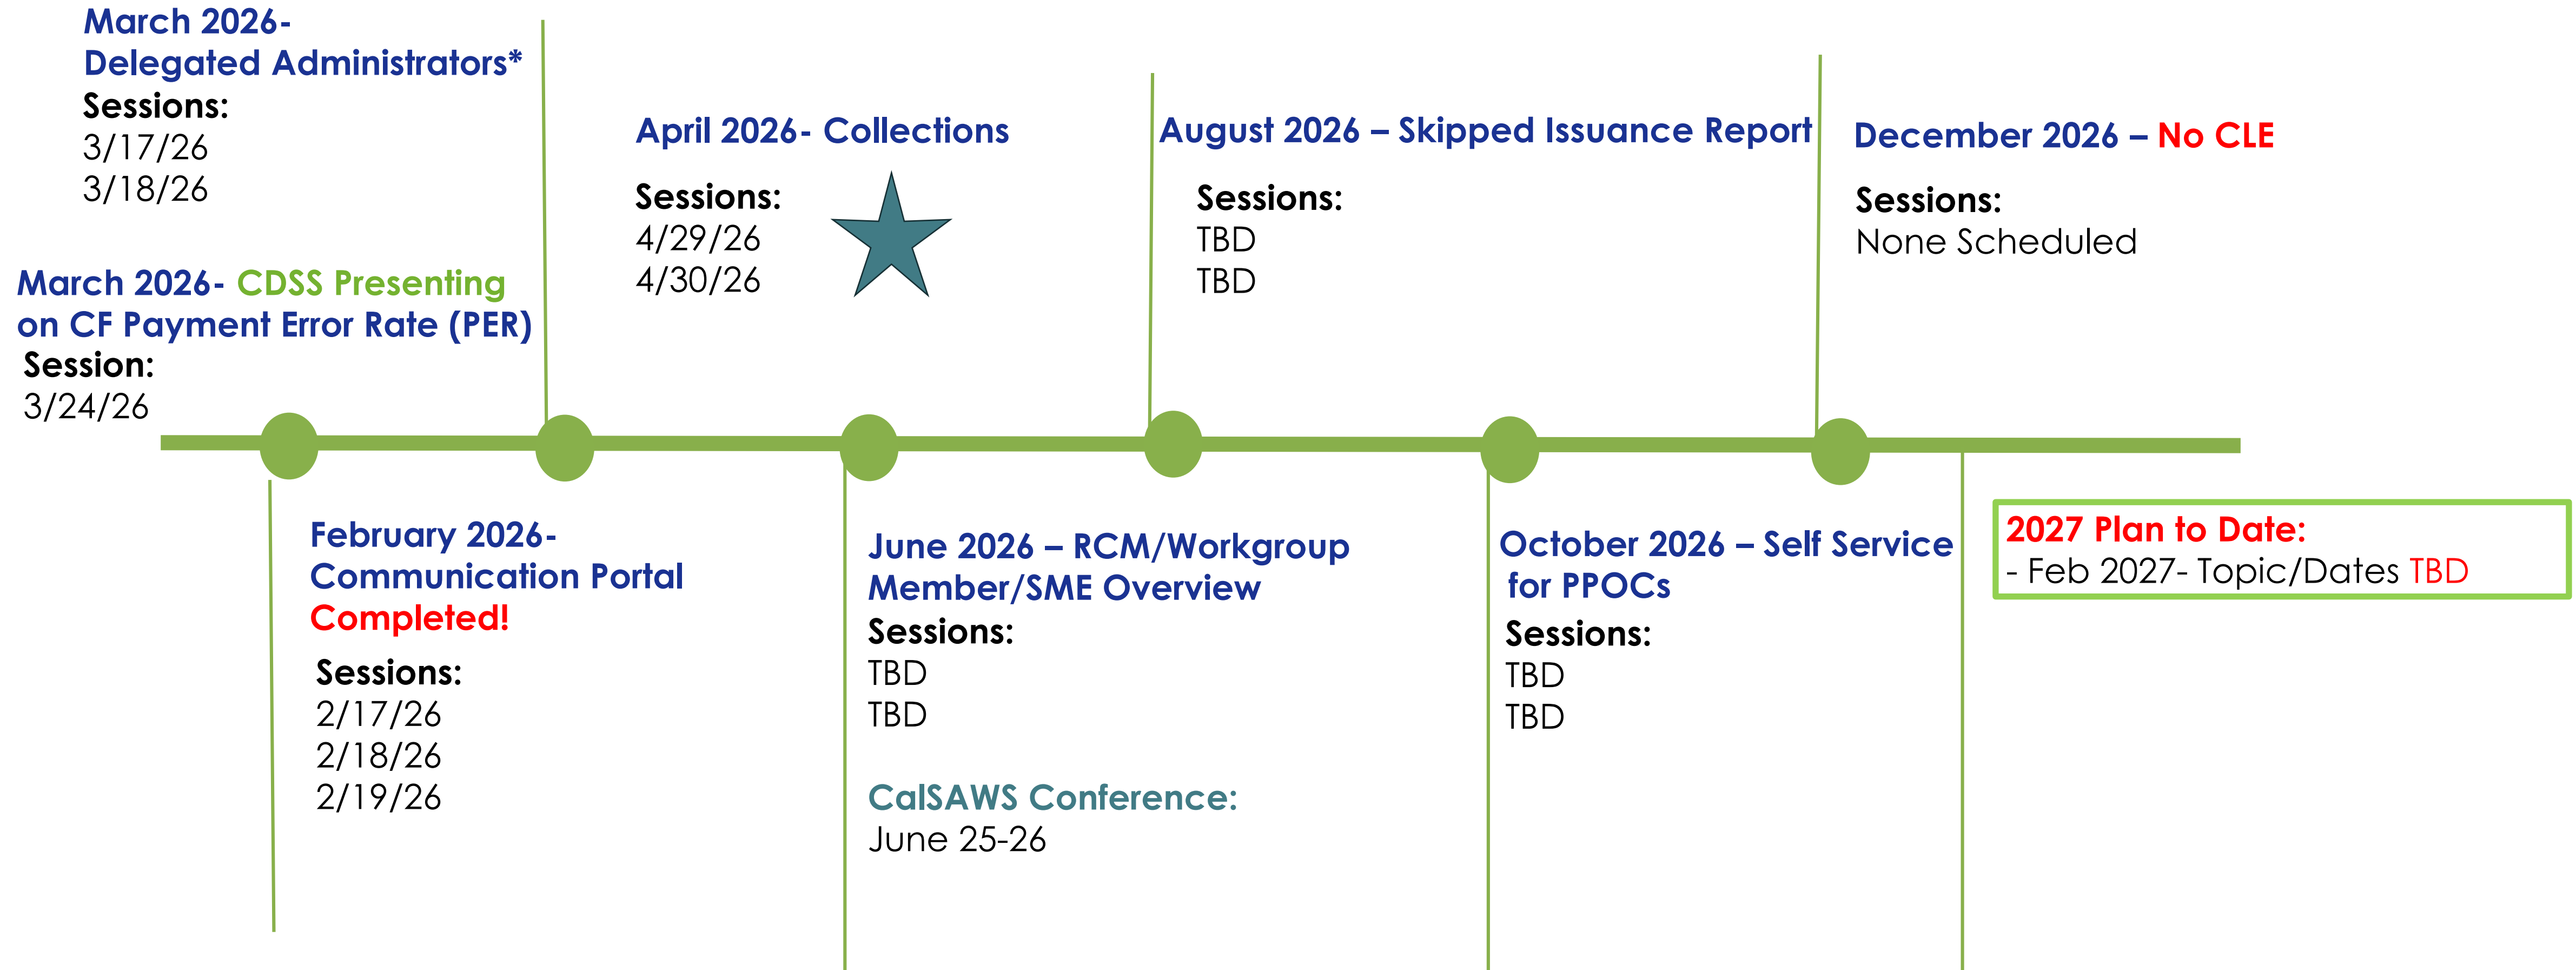 March 2026-
Delegated Administrators*
Sessions:
3/17/26
3/18/26
March 2026- CDSS Presenting
on CF Payment Error Rate (PER)
Session:
3/24/26
April 2026- Collections
Sessions:
4/29/26
4/30/26
August 2026 – Skipped Issuance Report
Sessions:
TBD
TBD
December 2026 – No CLE
Sessions:
None Scheduled
February 2026-
Communication Portal
Completed!
Sessions:
2/17/26
2/18/26
2/19/26
June 2026 – RCM/Workgroup
Member/SME Overview
Sessions:
TBD
TBD
CalSAWS Conference:
June 25-26
October 2026 – Self Service
for PPOCs
Sessions:
TBD
TBD
2027 Plan to Date:
- Feb 2027- Topic/Dates TBD